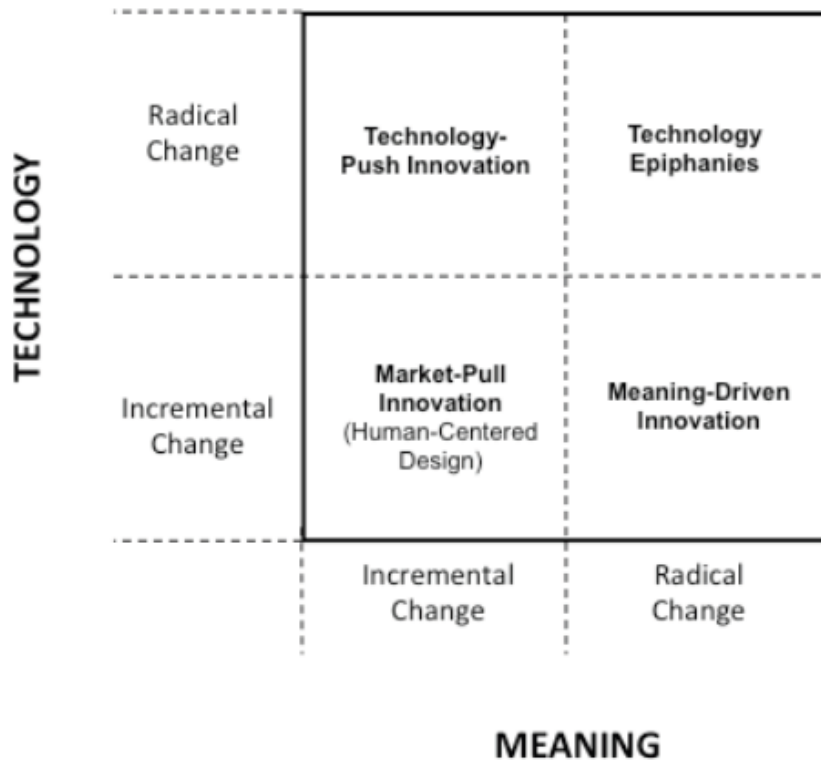 TECHNOLOGY
Radical
Change
Technology-
Push Innovation
Technology
Epiphanies
Incremental
Change
Market-Pull
Innovation
(Human-Centered
Design)
Meaning-Driven
Innovation
Incremental
Change
Radical
Change
MEANING